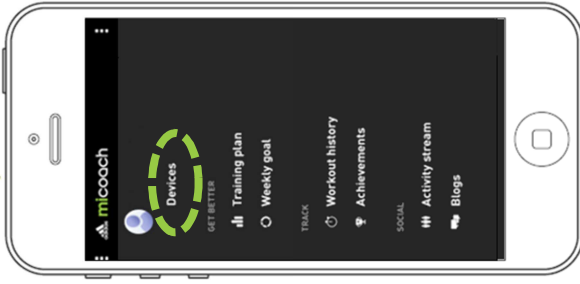 micoach
Devices
GET BETTER
Training plan
Weekly goal
TRACK
Workout history
Achievements
SOCIAL
Activity stream
Blogs